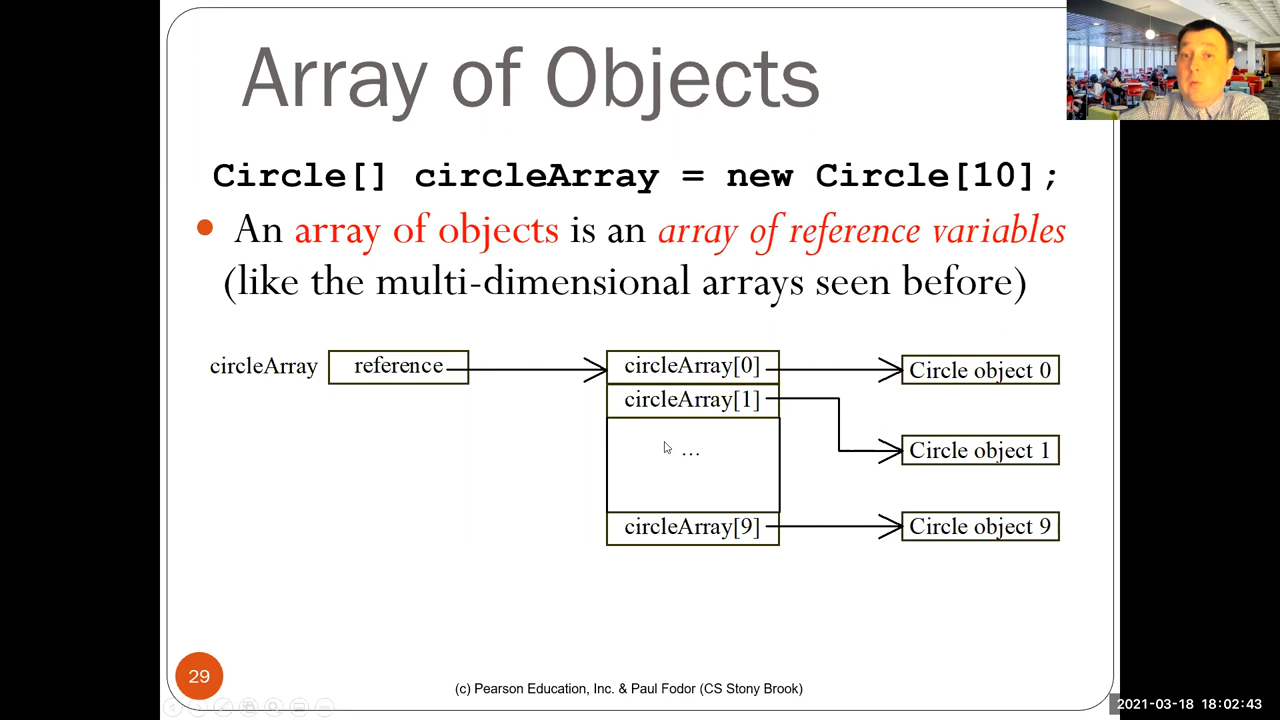 Array of Objects
Circle[] circleArray = new Circle[10];
An array of objects is an array of reference variables
(like the multi-dimensional arrays seen before)
circleArray reference circleArray[0] Circle object 0
circleArray[1]
... Circle object 1
circleArray[9] Circle object 9
29
(c) Pearson Education, Inc. & Paul Fodor (CS Stony Brook)
2021-03-18 18:02:43